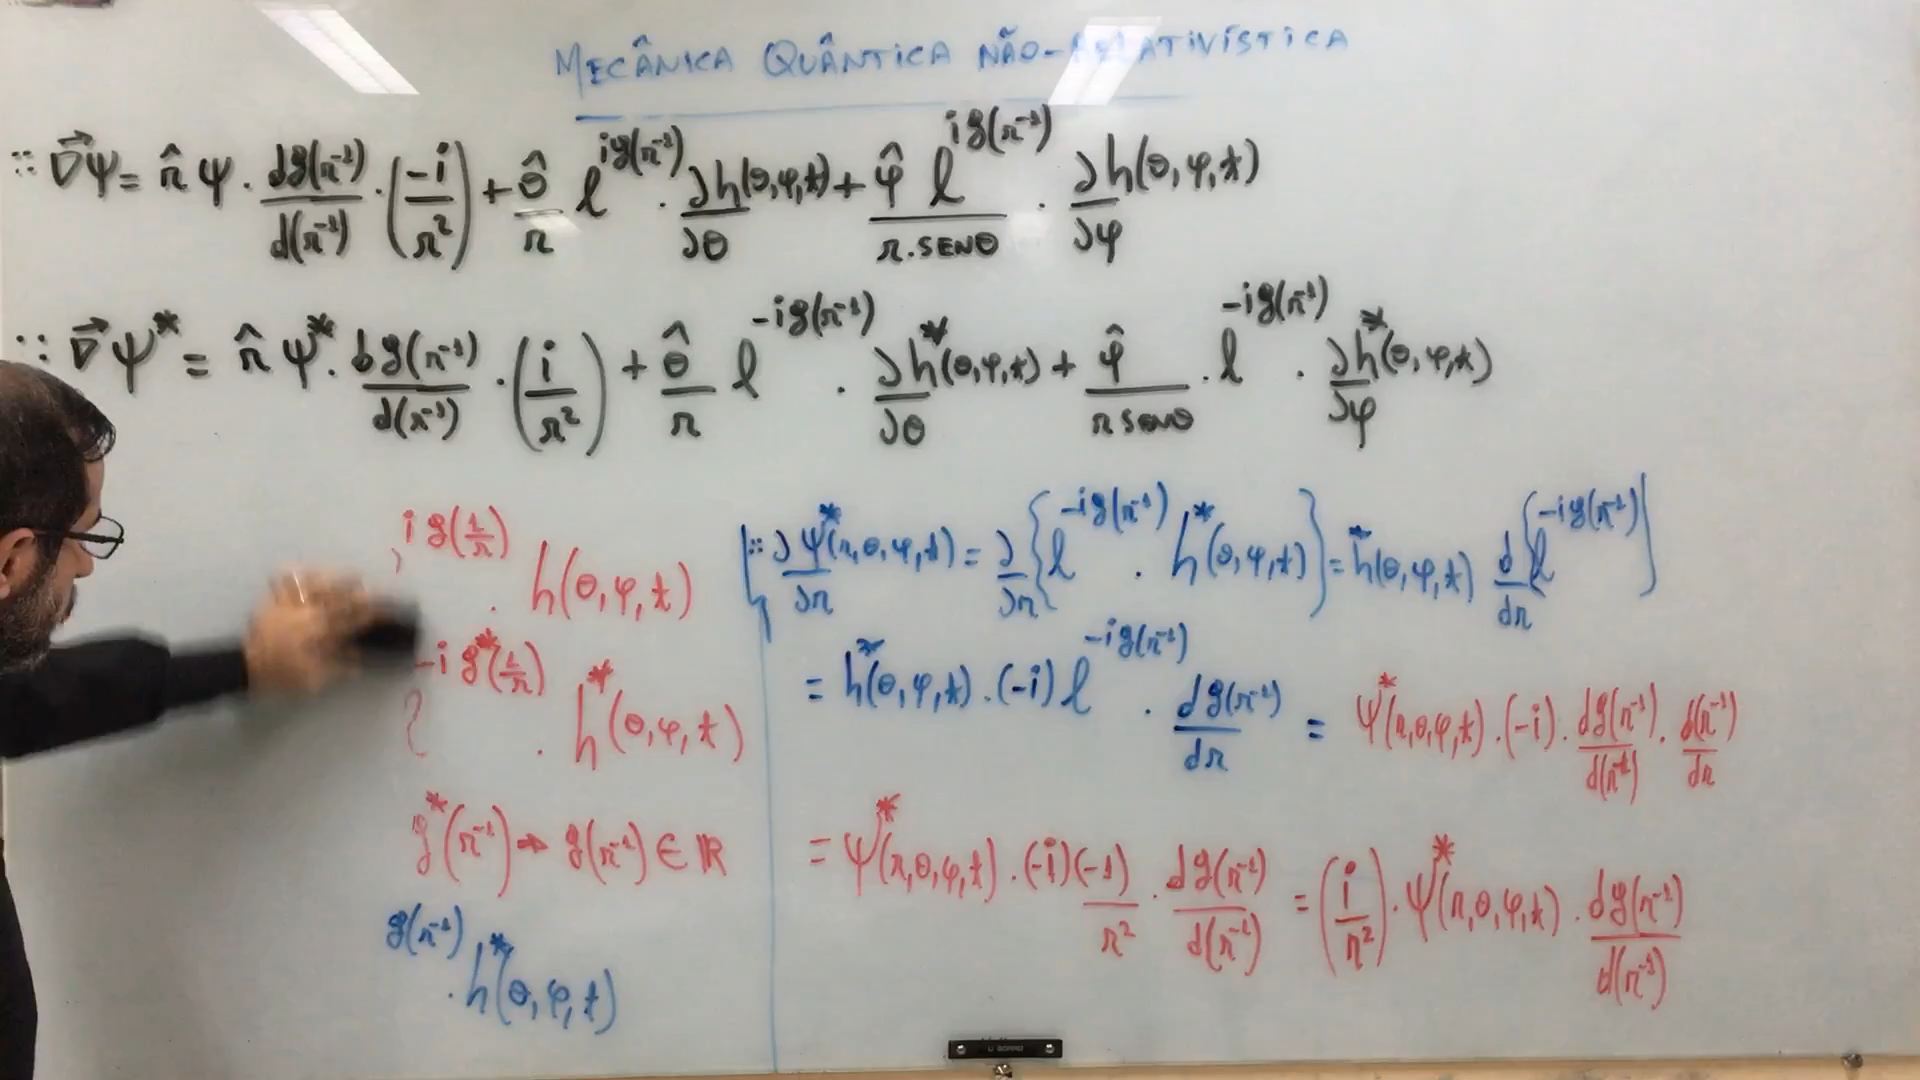 MECÂNICA QUÂNTICA NÃO-RELATIVÍSTICA
∷ ∇⃗ψ = r̂ ψ · dg(r⁻¹)/d(r⁻¹) · (-i/r²) + θ̂/r e^{ig(r⁻¹)} · ∂h(θ,φ,t)/∂θ + φ̂ e^{ig(r⁻¹)}/(r.SENθ) · ∂h(θ,φ,t)/∂φ
∷ ∇⃗ψ* = r̂ ψ* · dg(r⁻¹)/d(r⁻¹) · (i/r²) + θ̂/r e^{-ig(r⁻¹)} · ∂h*(θ,φ,t)/∂θ + φ̂/(r SENθ) · e^{-ig(r⁻¹)} · ∂h*(θ,φ,t)/∂φ
i g(1/r) · h(θ,φ,t)
-i g*(1/r) · h*(θ,φ,t)
g*(r⁻¹) → g(r⁻¹) ∈ ℝ
g(r⁻¹) · h*(θ,φ,t)
∷ ∂ψ*(r,θ,φ,t)/∂r = ∂/∂r {e^{-ig(r⁻¹)} · h*(θ,φ,t)} = h*(θ,φ,t) d/dr {e^{-ig(r⁻¹)}}
= h*(θ,φ,t) · (-i) e^{-ig(r⁻¹)} · dg(r⁻¹)/dr = ψ*(r,θ,φ,t) · (-i) · dg(r⁻¹)/d(r⁻¹) · d(r⁻¹)/dr
= ψ*(r,θ,φ,t) · (-i)(-1)/r² · dg(r⁻¹)/d(r⁻¹) = (i/r²) · ψ*(r,θ,φ,t) · dg(r⁻¹)/d(r⁻¹)